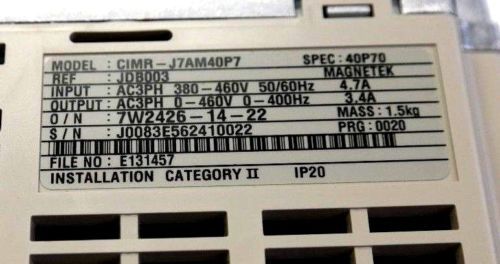 MODEL : CIMR-J7AM40P7 SPEC: 40P70
REF : JDB003 MAGNETEK
INPUT : AC3PH 380-460V 50/60Hz 4.7A
OUTPUT: AC3PH 0-460V 0-400Hz 3.4A
O / N : 7W2426-14-22 MASS: 1.5kg
S / N : J0083E562410022 PRG: 0020
FILE NO : E131457
INSTALLATION CATEGORY II IP20